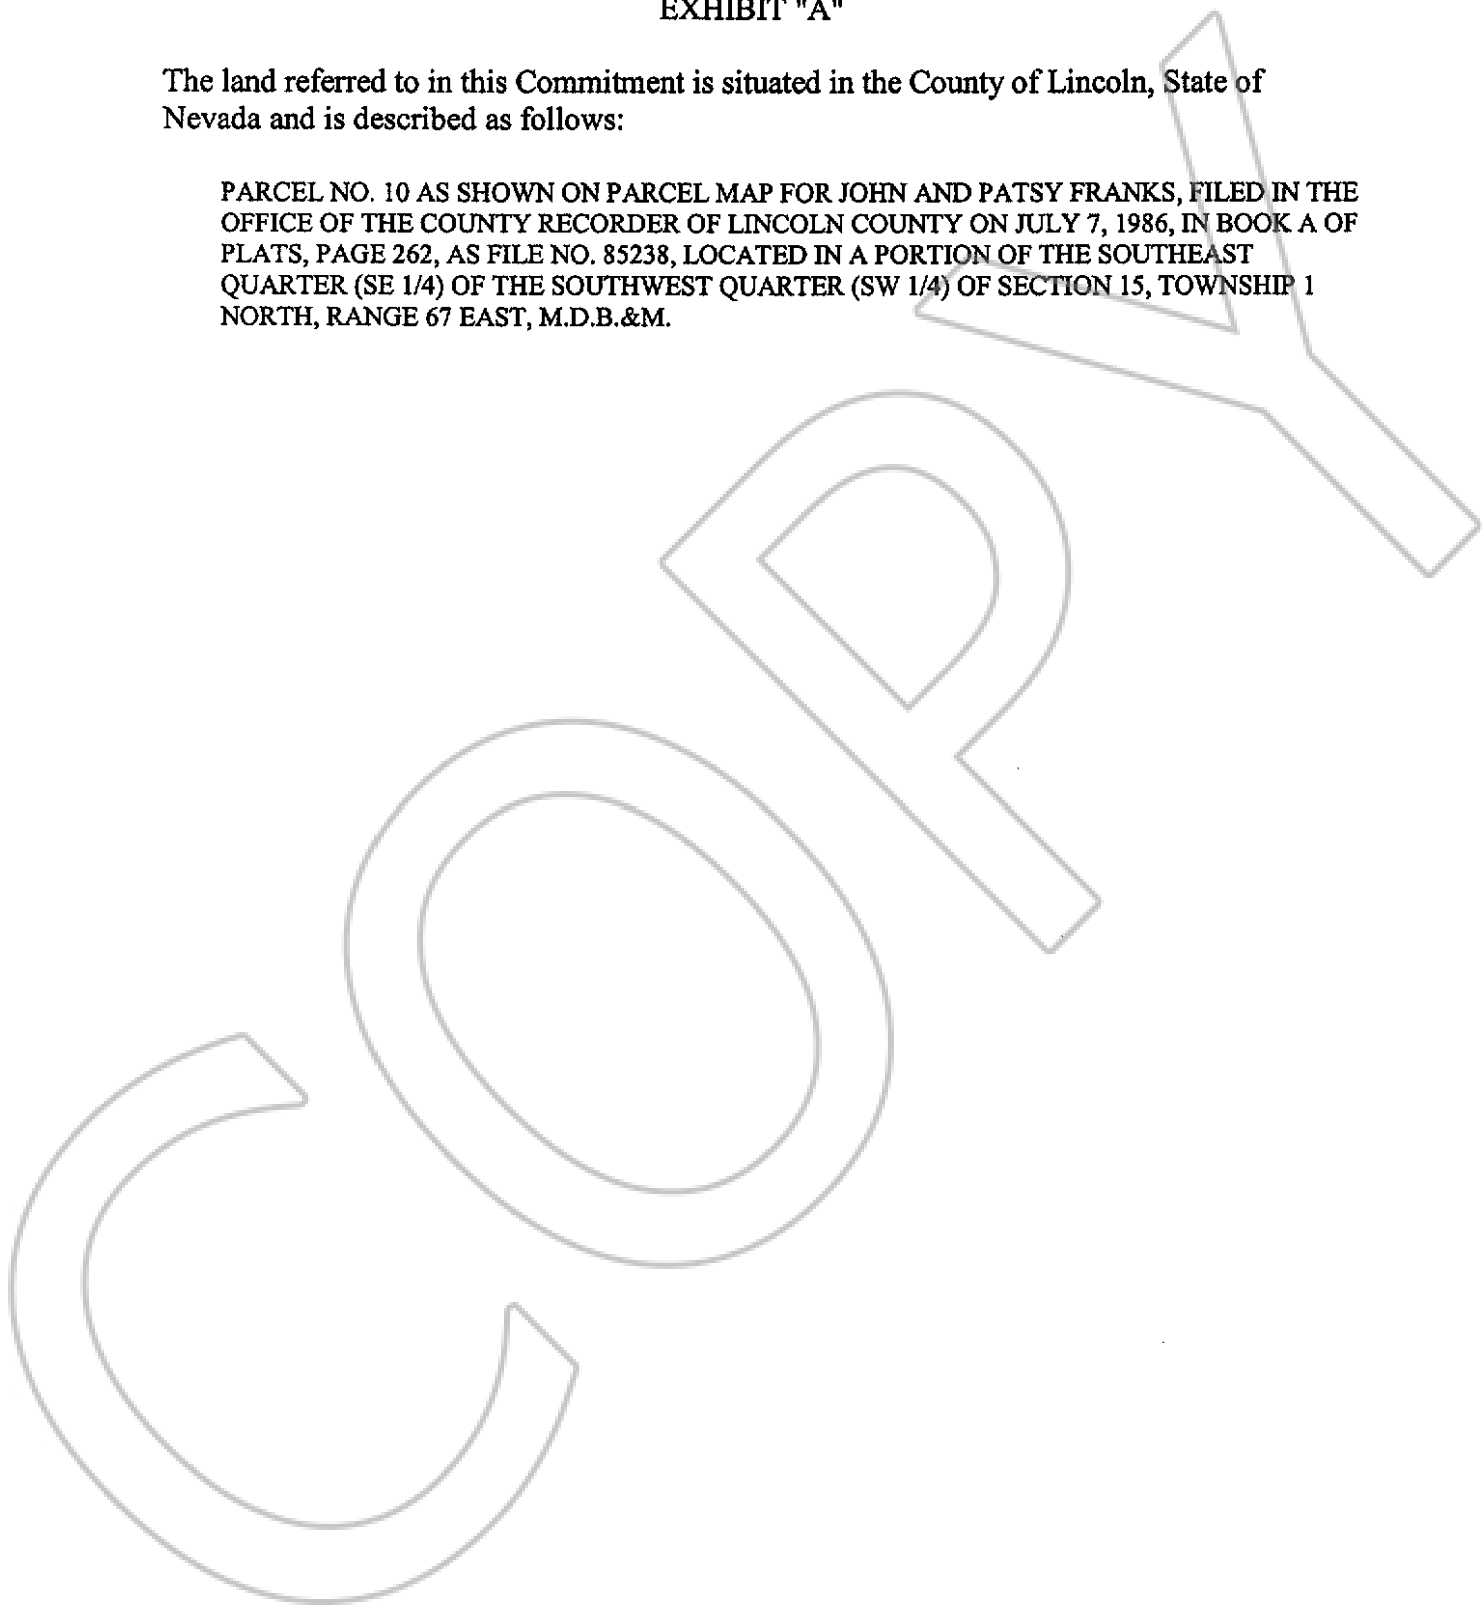 EXHIBIT "A"
The land referred to in this Commitment is situated in the County of Lincoln, State of
Nevada and is described as follows:
PARCEL NO. 10 AS SHOWN ON PARCEL MAP FOR JOHN AND PATSY FRANKS, FILED IN THE
OFFICE OF THE COUNTY RECORDER OF LINCOLN COUNTY ON JULY 7, 1986, IN BOOK A OF
PLATS, PAGE 262, AS FILE NO. 85238, LOCATED IN A PORTION OF THE SOUTHEAST
QUARTER (SE 1/4) OF THE SOUTHWEST QUARTER (SW 1/4) OF SECTION 15, TOWNSHIP 1
NORTH, RANGE 67 EAST, M.D.B.&M.
COPY